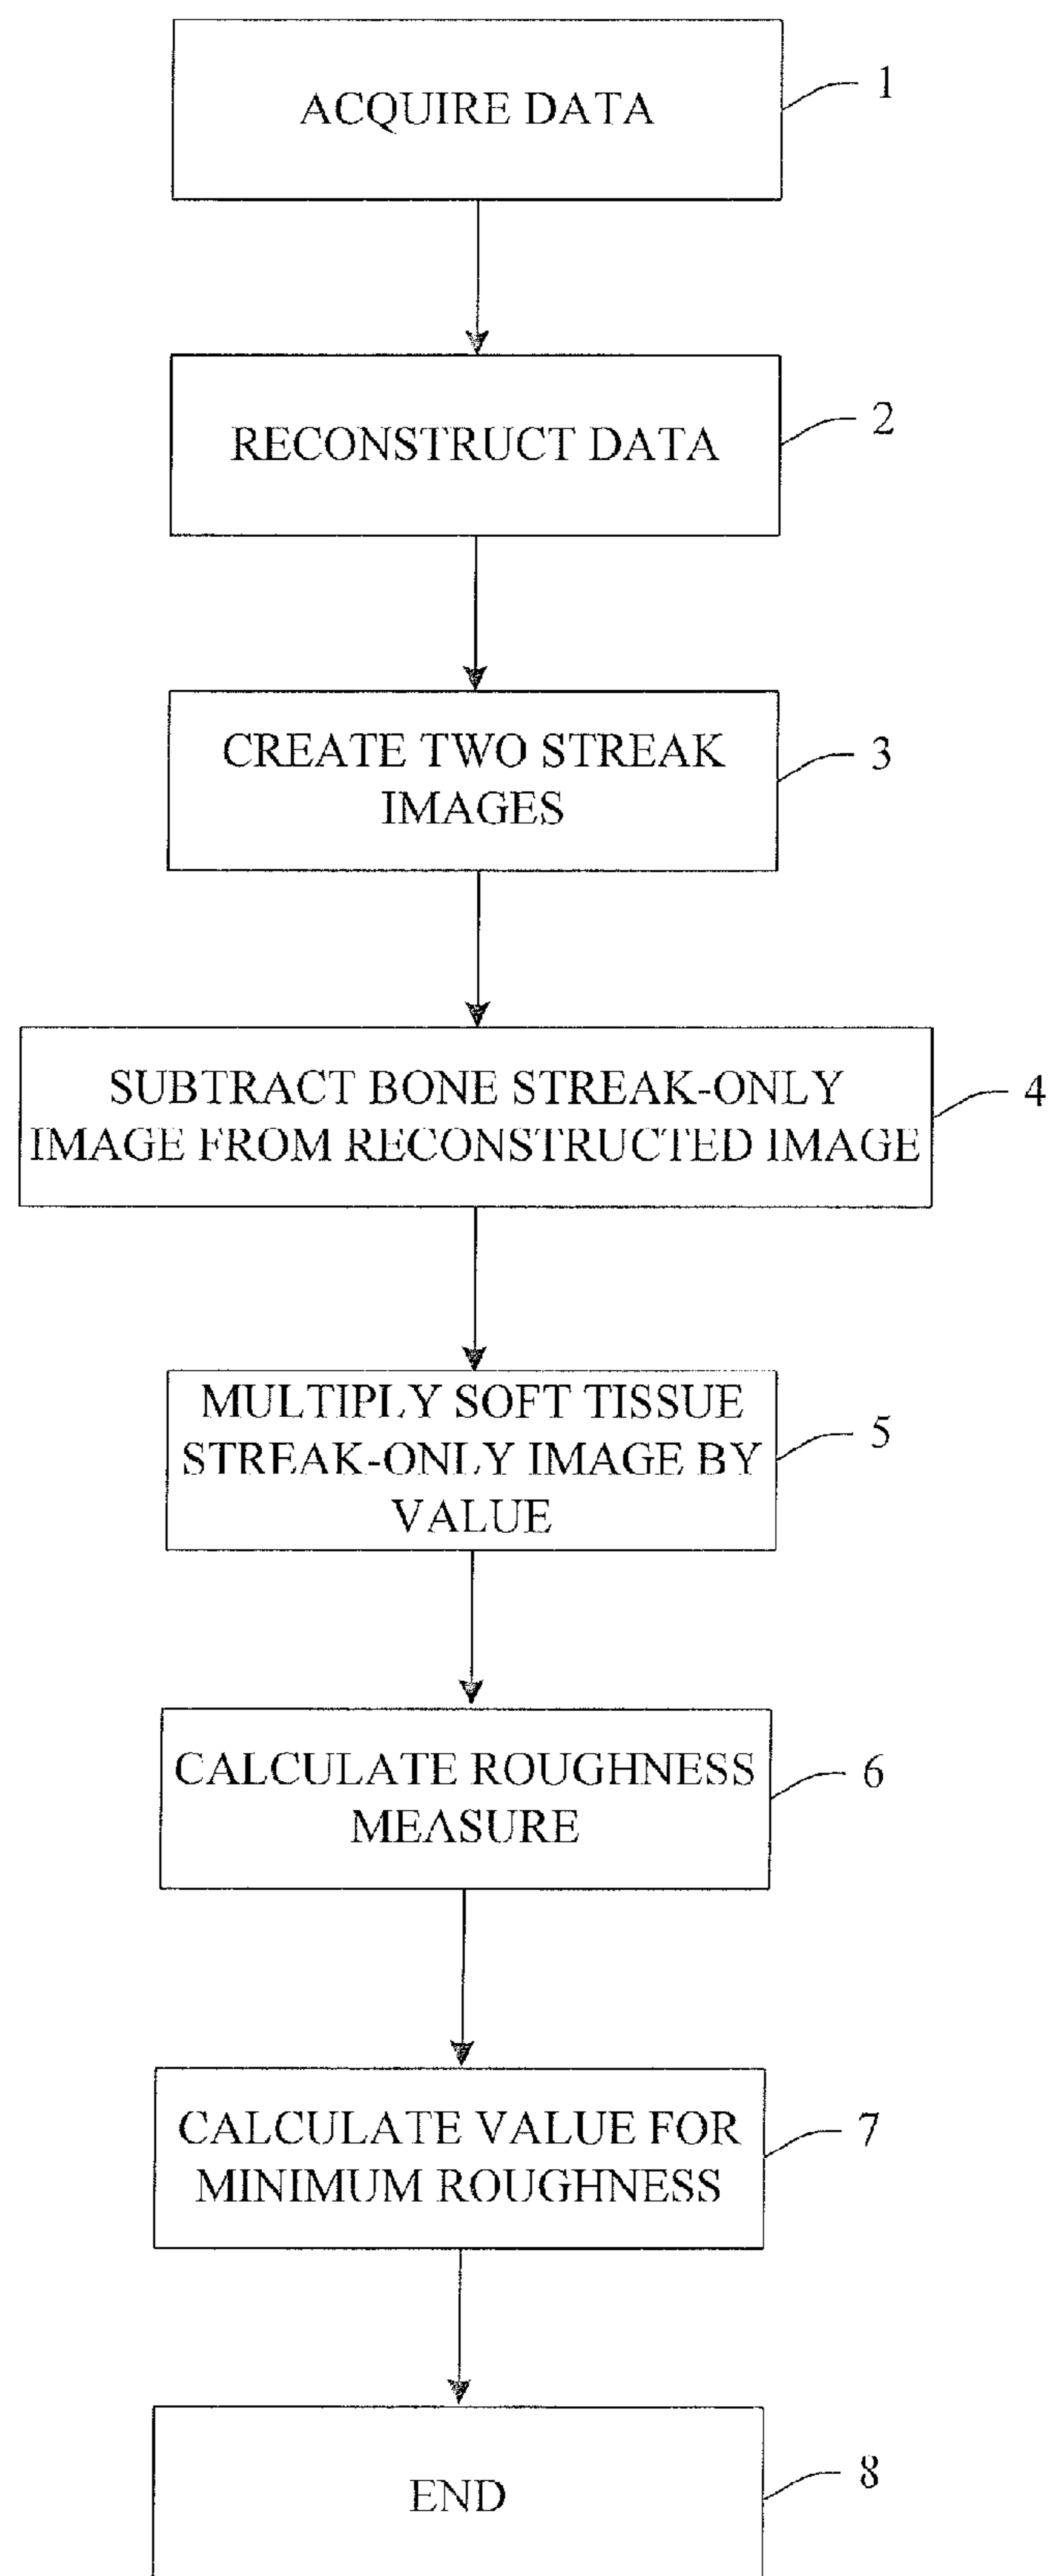 ACQUIRE DATA
1
RECONSTRUCT DATA
2
CREATE TWO STREAK
IMAGES
3
SUBTRACT BONE STREAK-ONLY
IMAGE FROM RECONSTRUCTED IMAGE
4
MULTIPLY SOFT TISSUE
STREAK-ONLY IMAGE BY
VALUE
5
CALCULATE ROUGHNESS
MEASURE
6
CALCULATE VALUE FOR
MINIMUM ROUGHNESS
7
END
8